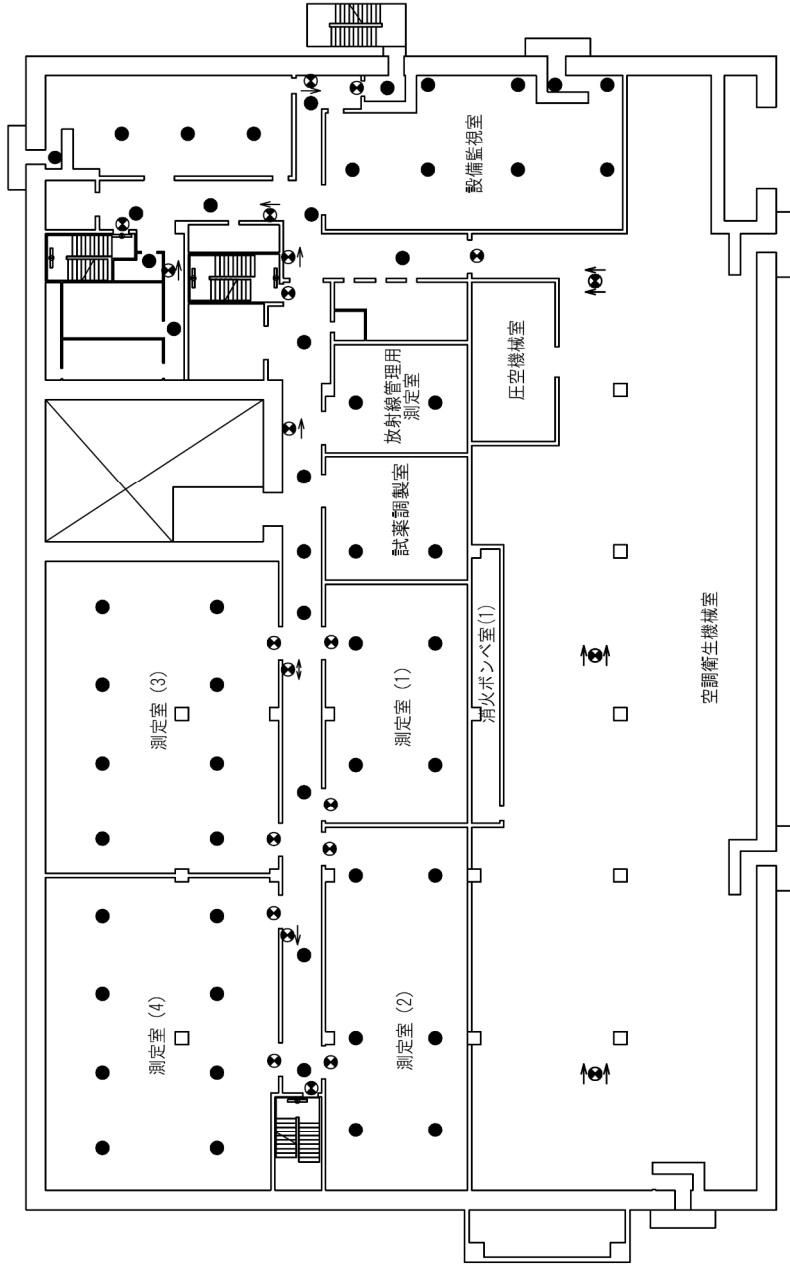 設備監視室
圧空機械室
放射線管理用
測定室
試薬調製室
消火ボンベ室(1)
空調衛生機械室
測定室 (3)
測定室 (1)
測定室 (4)
測定室 (2)